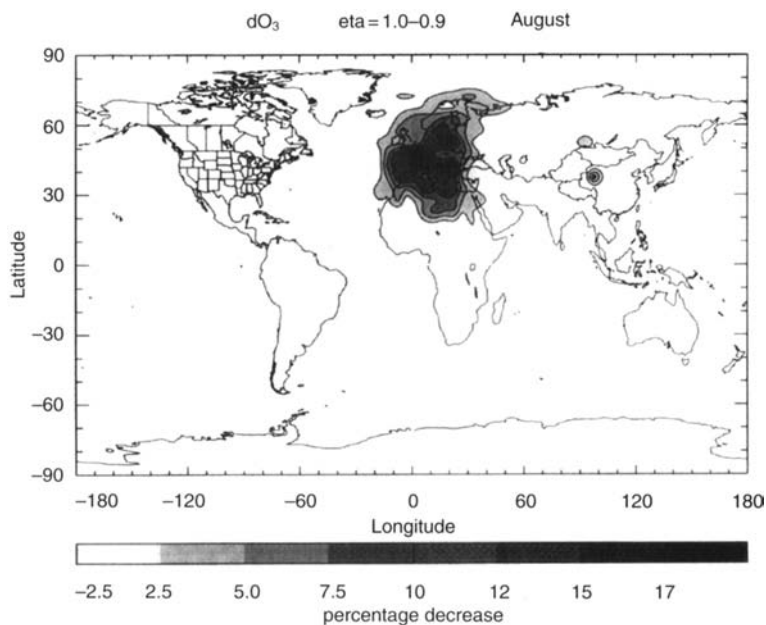 dO₃ eta = 1.0–0.9 August
90
60
30
0
−30
−60
−90
Latitude
−180 −120 −60 0 60 120 180
Longitude
−2.5 2.5 5.0 7.5 10 12 15 17
percentage decrease